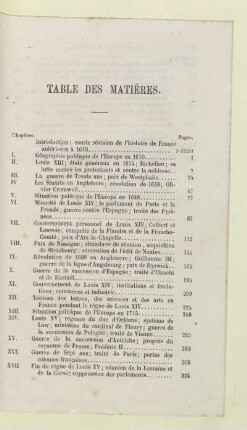 TABLE DES MATIÈRES.
Chapitres. Pages.
Introduction: courte révision de l'histoire de France
antérieure à 1610
I. Géographie politique de l'Europe en 1610 1
II. Louis XIII; états généraux en 1614; Richelieu; sa
lutte contre les protestants et contre la noblesse 7
III. La guerre de Trente ans; paix de Westphalie 24
IV Les Stuarts en Angleterre; révolution de 1648; Olivier
Cromwell 47
V. Situation politique de l'Europe en 1648 77
VI. Minorité de Louis XIV; le parlement de Paris et la
Fronde; guerre contre l'Espagne; traité des Pyrénées
87
VII. Gouvernement personnel de Louis XIV; Colbert et
Louvois; conquête de la Flandre et de la Franche-
Comté; paix d'Aix-la-Chapelle 112
VIII. Paix de Nimègue; chambres de réunion, acquisition
de Strasbourg; révocation de l'édit de Nantes 144
IX. Révolution de 1688 en Angleterre; Guillaume III;
guerre de la ligue d'Augsbourg; paix de Ryswick 165
X. Guerre de la succession d'Espagne; traité d'Utrecht
et de Rastadt
XI. Gouvernement de Louis XIV; institutions et fondations;
commerce et industrie
XII. Tableau des lettres, des sciences et des arts en
France pendant le règne de Louis XIV
XIII. Situation politique de l'Europe en 1715 258
XIV. Louis XV; régence du duc d'Orléans; système de
Law; ministère du cardinal de Fleury; guerre de
la succession de Pologne; traité de Vienne
XV. Guerre de la succession d'Autriche; progrès du
royaume de Prusse; Frédéric II
XVI. Guerre de Sept ans; traité de Paris; pertes des
colonies françaises
XVII Fin du règne de Louis XV; réunion de la Lorraine et
de la Corse; suppression des parlements 324